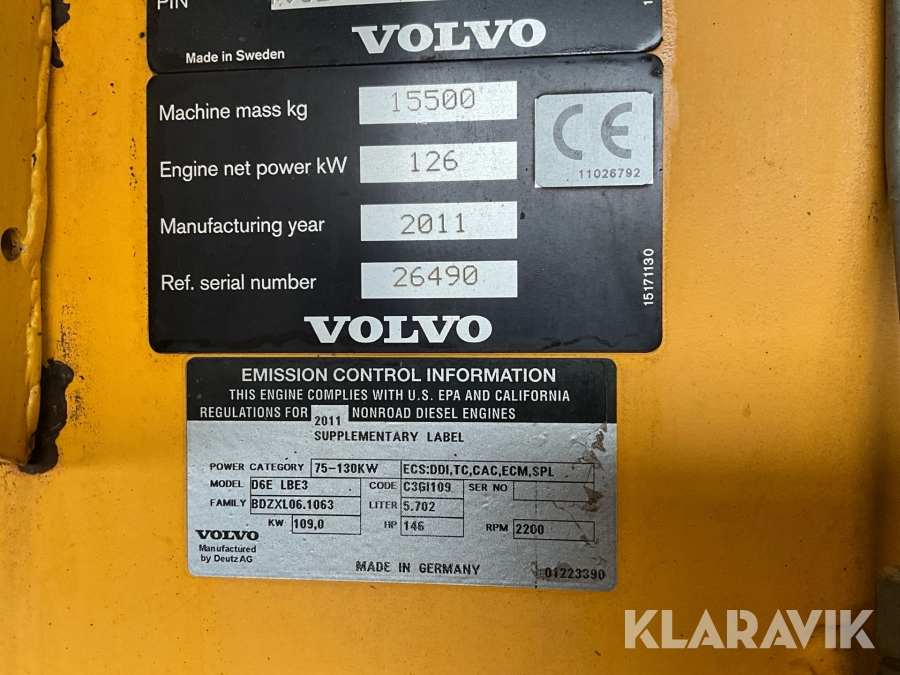 PIN
Made in Sweden
VOLVO
Machine mass kg 15500
Engine net power kW 126
CE
11026792
Manufacturing year 2011
Ref. serial number 26490
15171130
VOLVO
EMISSION CONTROL INFORMATION
THIS ENGINE COMPLIES WITH U.S. EPA AND CALIFORNIA
REGULATIONS FOR 2011 NONROAD DIESEL ENGINES
SUPPLEMENTARY LABEL
POWER CATEGORY 75-130KW ECS:DDI,TC,CAC,ECM,SPL
MODEL D6E LBE3 CODE C3GI109 SER NO
FAMILY BDZXL06.1063 LITER 5.702
KW 109,0 HP 146 RPM 2200
VOLVO
Manufactured
by Deutz AG
MADE IN GERMANY
01223390
KLARAVIK